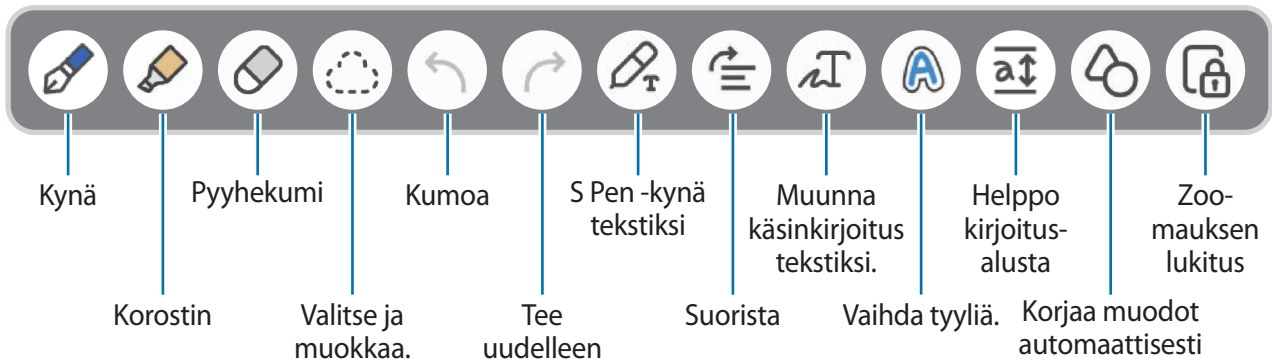 Kynä
Pyyhekumi
Kumoa
S Pen -kynä
tekstiksi
Muunna
käsinkirjoitus
tekstiksi.
Helppo
kirjoitus-
alusta
Zoo-
mauksen
lukitus
Korostin
Valitse ja
muokkaa.
Tee
uudelleen
Suorista
Vaihda tyyliä.
Korjaa muodot
automaattisesti